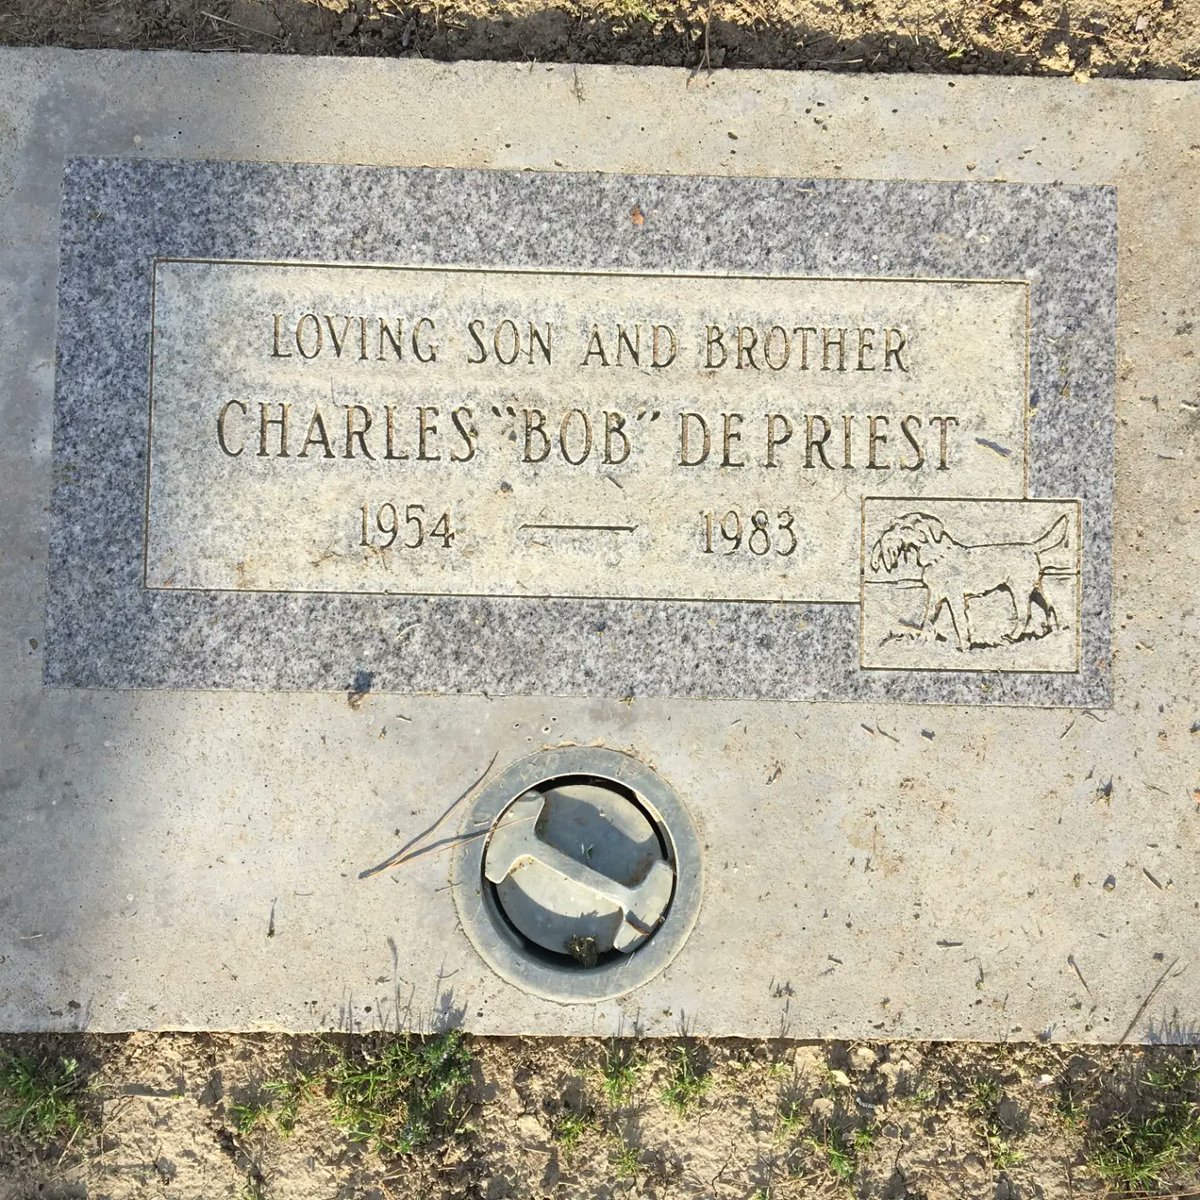 LOVING SON AND BROTHER
CHARLES "BOB" DE PRIEST
1954 — 1983